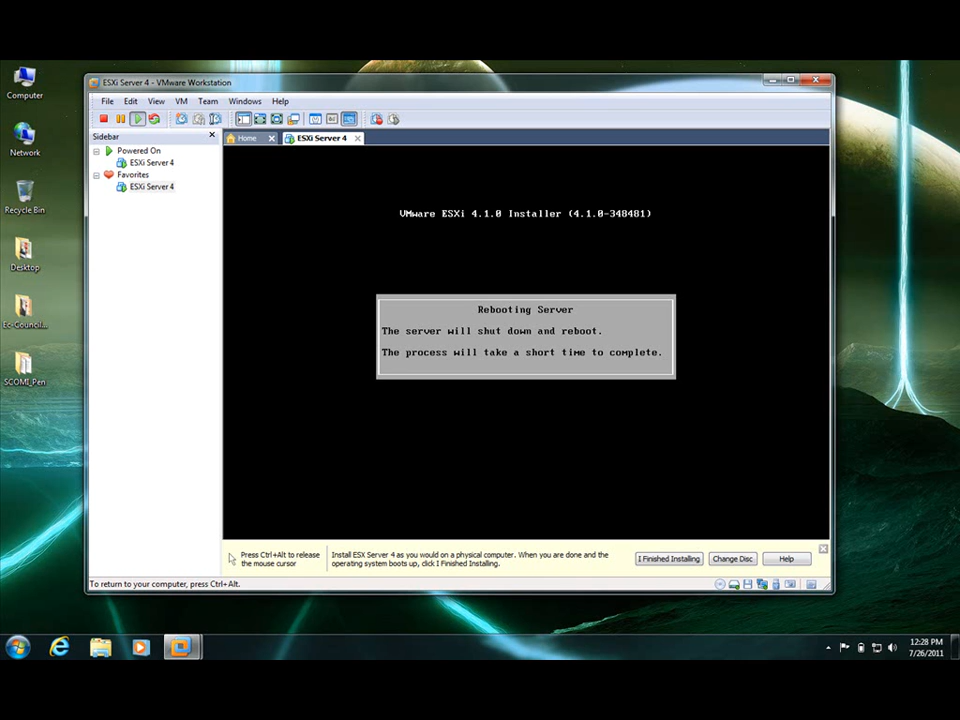 Computer
Network
Recycle Bin
Desktop
Ec-Council...
SCOMI_Pen
ESXi Server 4 - VMware Workstation
File Edit View VM Team Windows Help
Sidebar
Powered On
ESXi Server 4
Favorites
ESXi Server 4
Home
ESXi Server 4
VMware ESXi 4.1.0 Installer (4.1.0-348481)
Rebooting Server
The server will shut down and reboot.
The process will take a short time to complete.
Press Ctrl+Alt to release
the mouse cursor
Install ESX Server 4 as you would on a physical computer. When you are done and the
operating system boots up, click I Finished Installing.
I Finished Installing
Change Disc
Help
To return to your computer, press Ctrl+Alt.
12:28 PM
7/26/2011